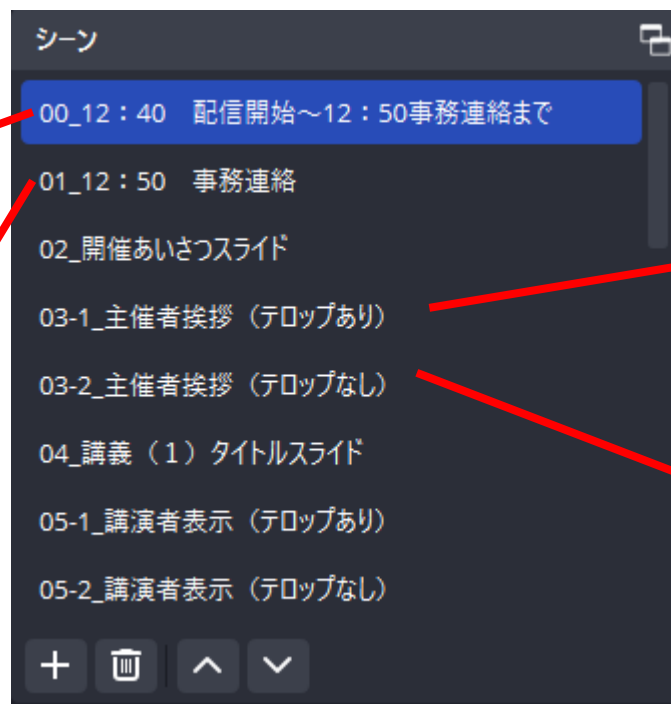 シーン
00_12：40　配信開始～12：50事務連絡まで
01_12：50　事務連絡
02_開催あいさつスライド
03-1_主催者挨拶（テロップあり）
03-2_主催者挨拶（テロップなし）
04_講義（１）タイトルスライド
05-1_講演者表示（テロップあり）
05-2_講演者表示（テロップなし）